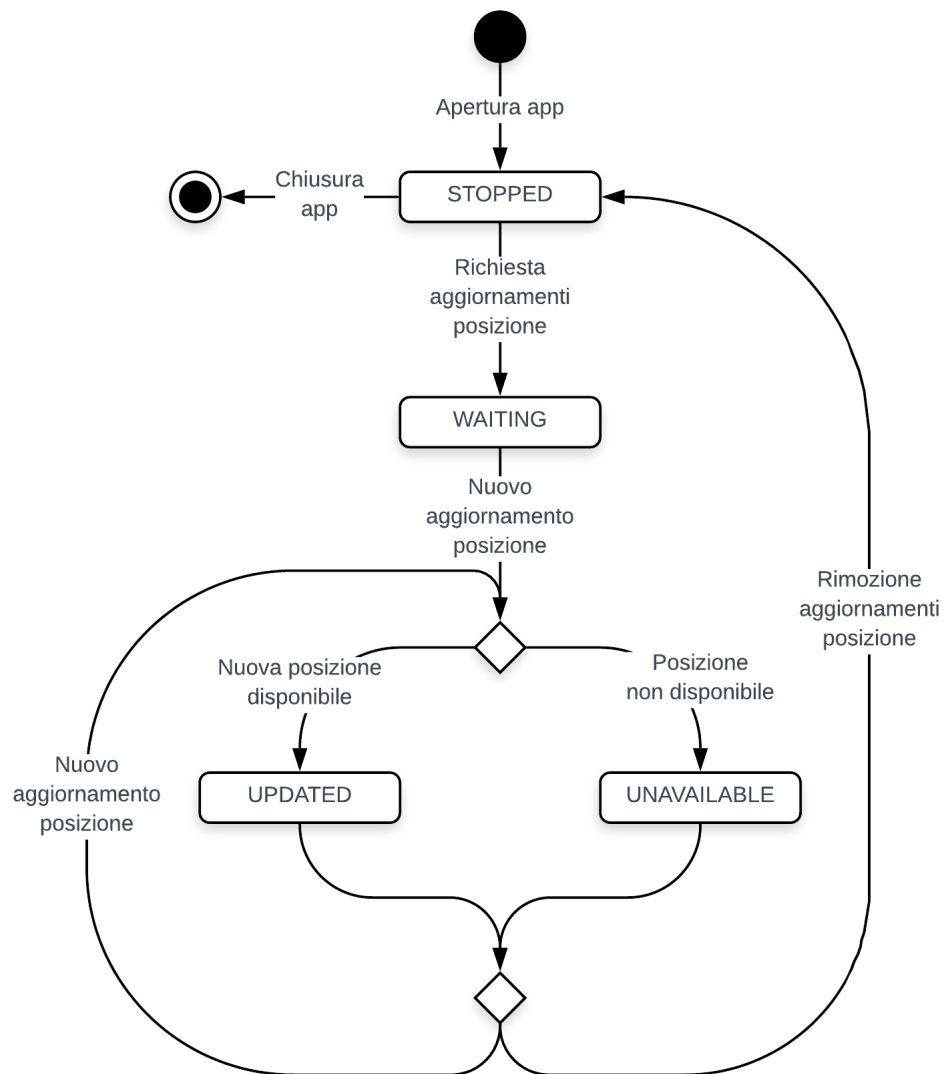 Apertura app
Chiusura
app
STOPPED
Richiesta
aggiornamenti
posizione
WAITING
Nuovo
aggiornamento
posizione
Rimozione
aggiornamenti
posizione
Nuova posizione
disponibile
Posizione
non disponibile
Nuovo
aggiornamento
posizione
UPDATED
UNAVAILABLE